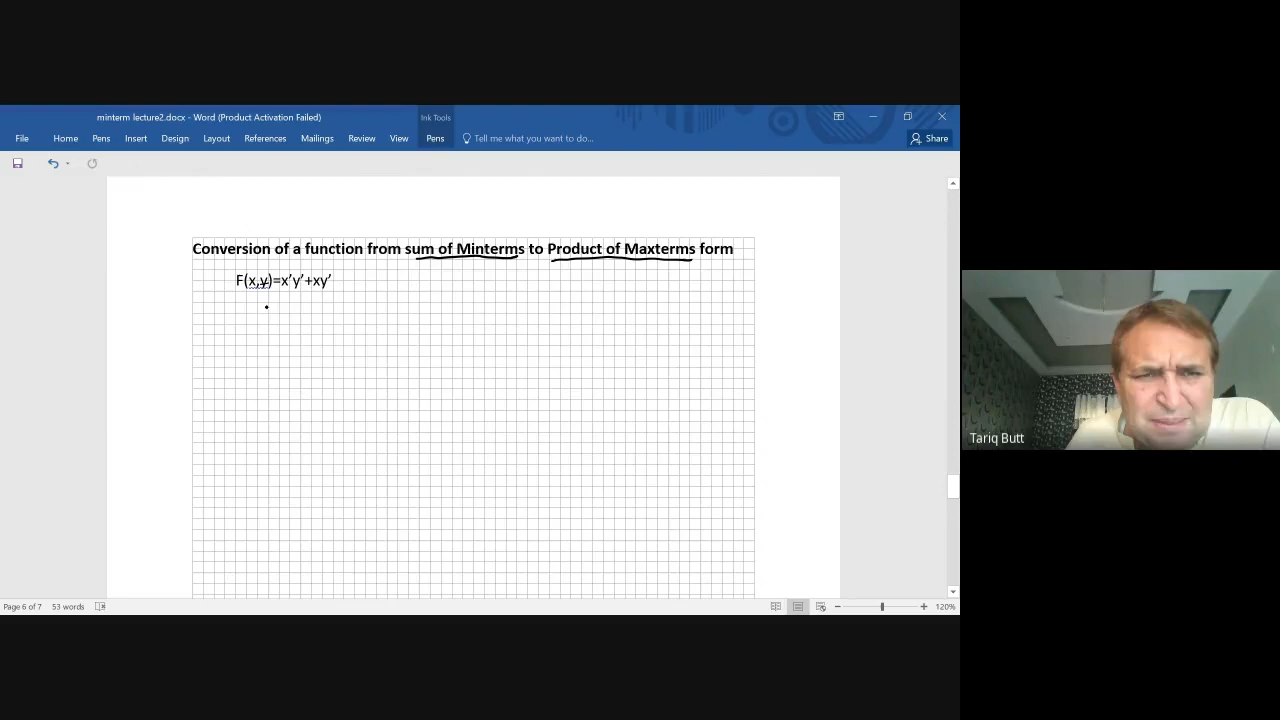 minterm lecture2.docx - Word (Product Activation Failed)
Ink Tools
File Home Pens Insert Design Layout References Mailings Review View Pens Tell me what you want to do... Share
Conversion of a function from sum of Minterms to Product of Maxterms form
F(x,y)=x’y’+xy’
Tariq Butt
Page 6 of 7 53 words 120%